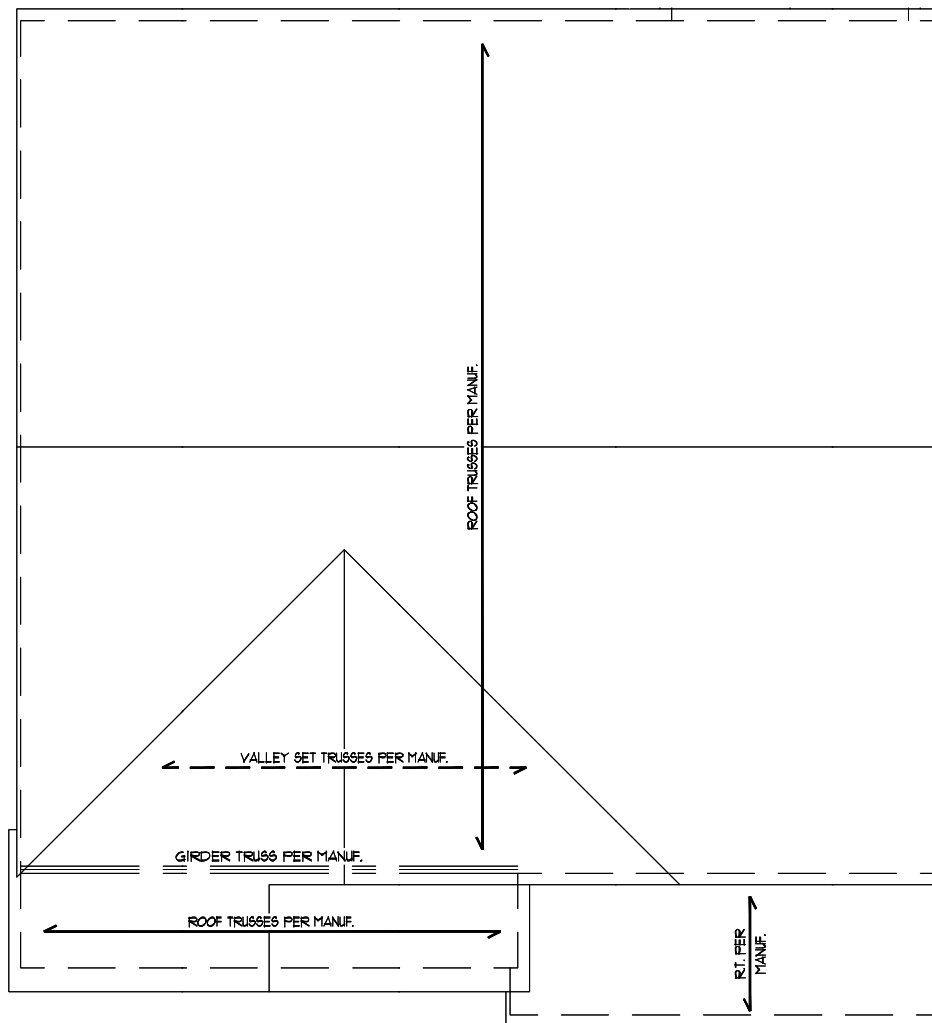 ROOF TRUSSES PER MANUF.
VALLEY SET TRUSSES PER MANUF.
GIRDER TRUSS PER MANUF.
ROOF TRUSSES PER MANUF.
R.T. PER
MANUF.